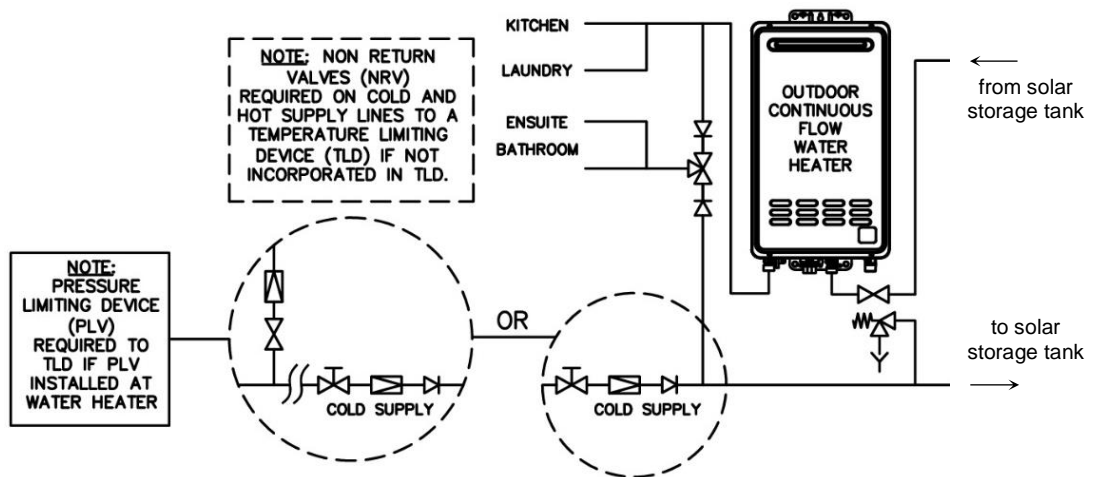 KITCHEN
LAUNDRY
ENSUITE
BATHROOM
NOTE: NON RETURN
VALVES (NRV)
REQUIRED ON COLD AND
HOT SUPPLY LINES TO A
TEMPERATURE LIMITING
DEVICE (TLD) IF NOT
INCORPORATED IN TLD.
OUTDOOR
CONTINUOUS
FLOW
WATER
HEATER
from solar
storage tank
NOTE:
PRESSURE
LIMITING DEVICE
(PLV)
REQUIRED TO
TLD IF PLV
INSTALLED AT
WATER HEATER
OR
COLD SUPPLY
COLD SUPPLY
to solar
storage tank